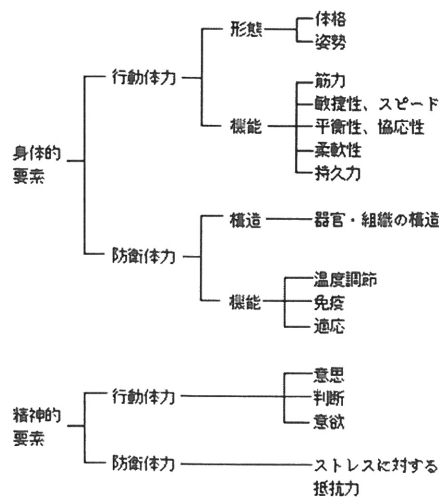 体格
形態
姿勢
行動体力
筋力
敏捷性、スピード
機能
平衡性、協応性
柔軟性
持久力
身体的
要素
構造
器官・組織の構造
防衛体力
温度調節
機能
免疫
適応
意思
行動体力
判断
意欲
精神的
要素
防衛体力
ストレスに対する
抵抗力